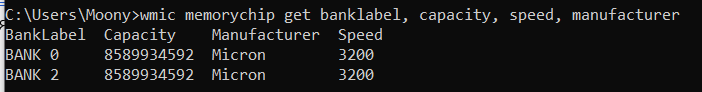 C:\Users\Moony>wmic memorychip get banklabel, capacity, speed, manufacturer
BankLabel  Capacity    Manufacturer  Speed
BANK 0     8589934592  Micron        3200
BANK 2     8589934592  Micron        3200